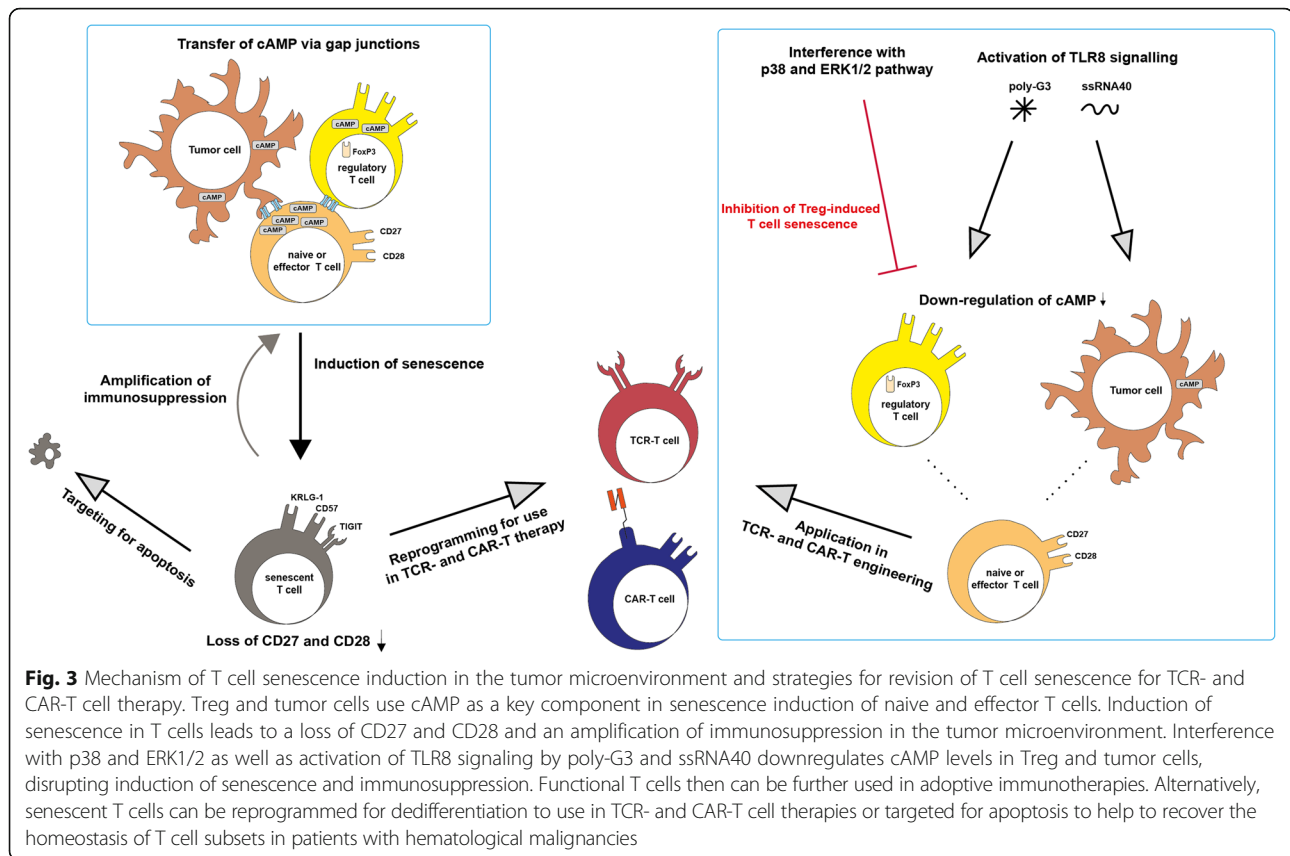 Transfer of cAMP via gap junctions
cAMP
cAMP
cAMP
FoxP3
Tumor cell
regulatory
T cell
cAMP
cAMP
cAMP
cAMP
cAMP
CD27
CD28
naive or
effector T cell
Amplification of
immunosuppression
Induction of senescence
Targeting for apoptosis
KRLG-1
CD57
TIGIT
senescent
T cell
Loss of CD27 and CD28
Reprogramming for use
in TCR- and CAR-T therapy
TCR-T cell
CAR-T cell
Interference with
p38 and ERK1/2 pathway
Activation of TLR8 signalling
poly-G3
ssRNA40
Inhibition of Treg-induced
T cell senescence
Down-regulation of cAMP
FoxP3
regulatory
T cell
Tumor cell
cAMP
Application in
TCR- and CAR-T engineering
CD27
CD28
naive or
effector T cell
Fig. 3 Mechanism of T cell senescence induction in the tumor microenvironment and strategies for revision of T cell senescence for TCR- and
CAR-T cell therapy. Treg and tumor cells use cAMP as a key component in senescence induction of naive and effector T cells. Induction of
senescence in T cells leads to a loss of CD27 and CD28 and an amplification of immunosuppression in the tumor microenvironment. Interference
with p38 and ERK1/2 as well as activation of TLR8 signaling by poly-G3 and ssRNA40 downregulates cAMP levels in Treg and tumor cells,
disrupting induction of senescence and immunosuppression. Functional T cells then can be further used in adoptive immunotherapies. Alternatively,
senescent T cells can be reprogrammed for dedifferentiation to use in TCR- and CAR-T cell therapies or targeted for apoptosis to help to recover the
homeostasis of T cell subsets in patients with hematological malignancies